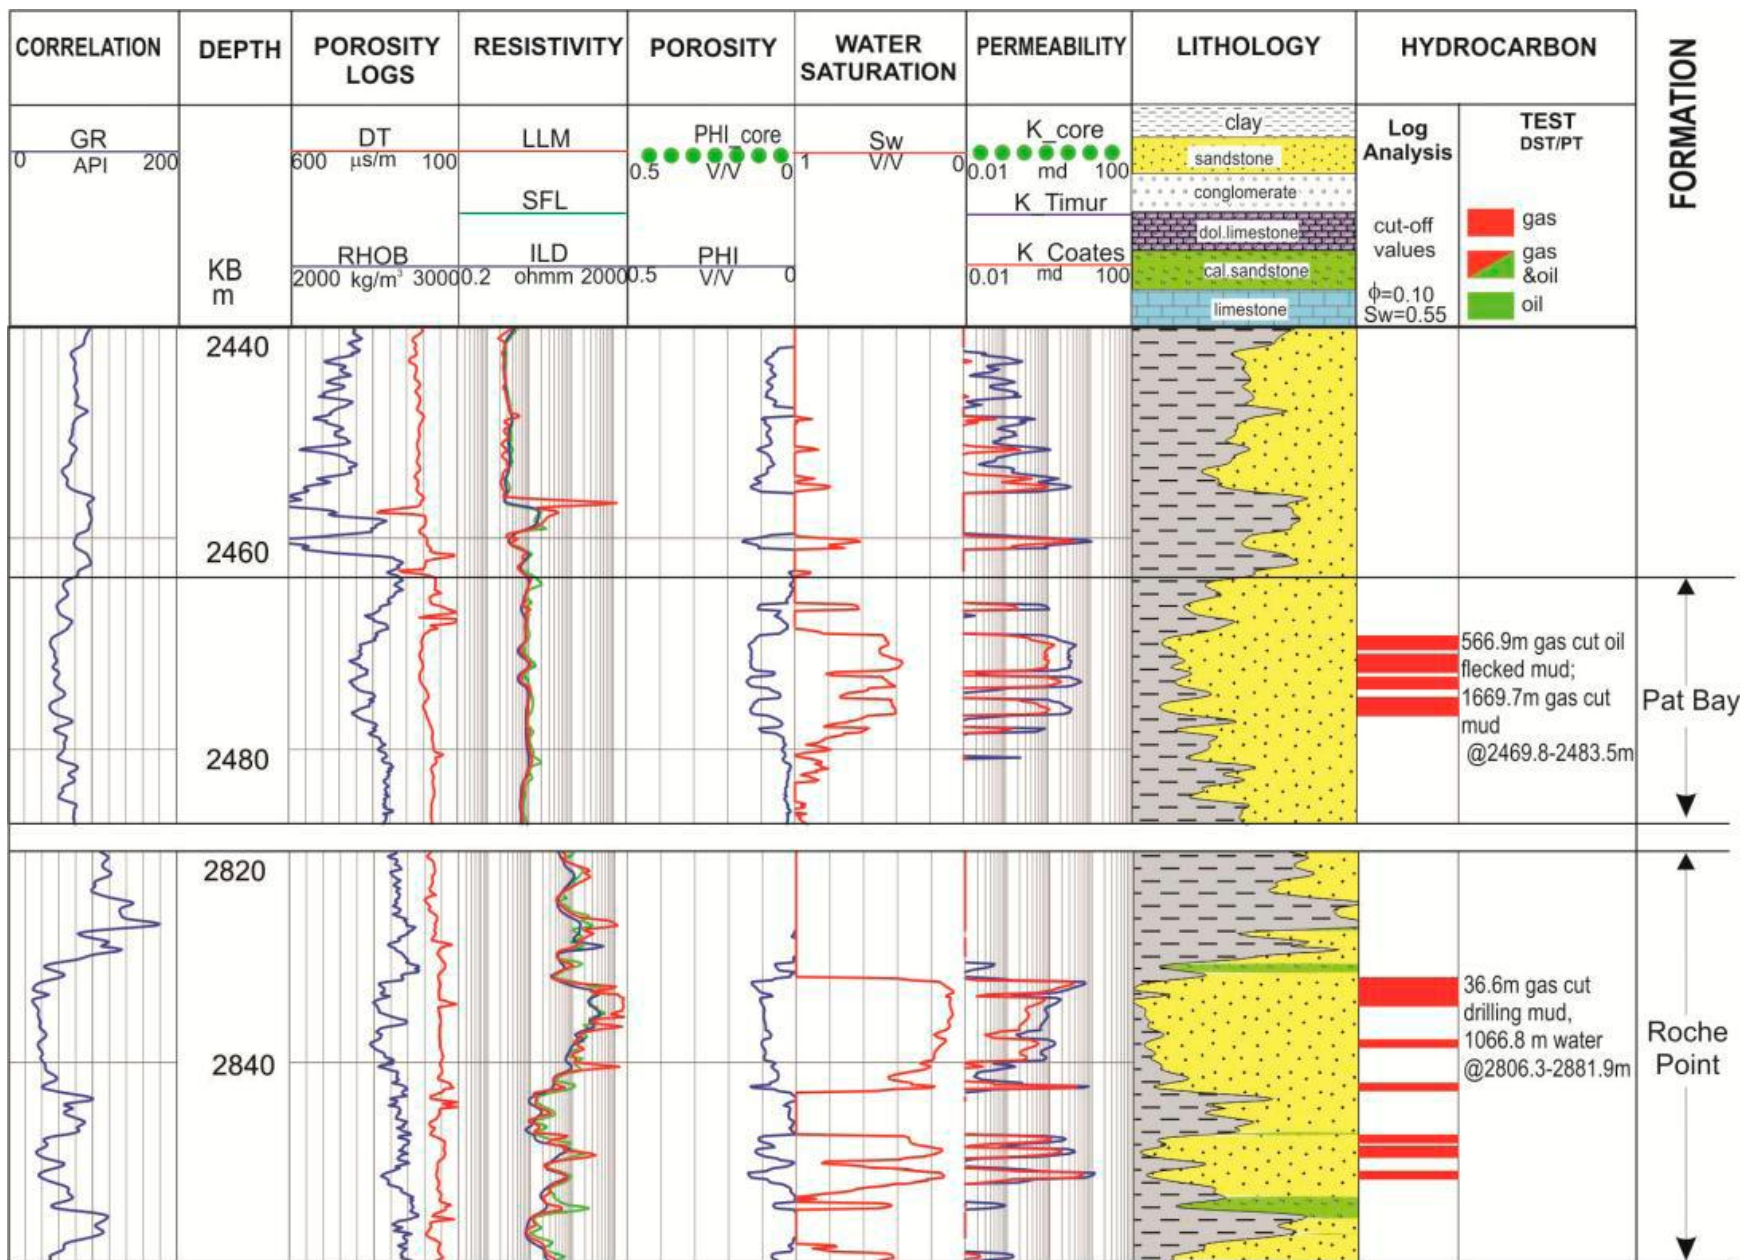 CORRELATION
DEPTH
POROSITY
LOGS
RESISTIVITY
POROSITY
WATER
SATURATION
PERMEABILITY
LITHOLOGY
HYDROCARBON
FORMATION
GR
0 API 200
KB
m
DT
600 μs/m 100
RHOB
2000 kg/m³ 3000
LLM
SFL
ILD
0.2 ohmm 2000
PHI_core
0.5 V/V 0
PHI
0.5 V/V 0
Sw
1 V/V 0
K_core
0.01 md 100
K_Timur
K_Coates
0.01 md 100
clay
sandstone
conglomerate
dol.limestone
cal.sandstone
limestone
Log
Analysis
cut-off
values
ϕ=0.10
Sw=0.55
TEST
DST/PT
gas
gas
&oil
oil
2440
2460
2480
566.9m gas cut oil
flecked mud;
1669.7m gas cut
mud
@2469.8-2483.5m
Pat Bay
2820
2840
36.6m gas cut
drilling mud,
1066.8 m water
@2806.3-2881.9m
Roche
Point